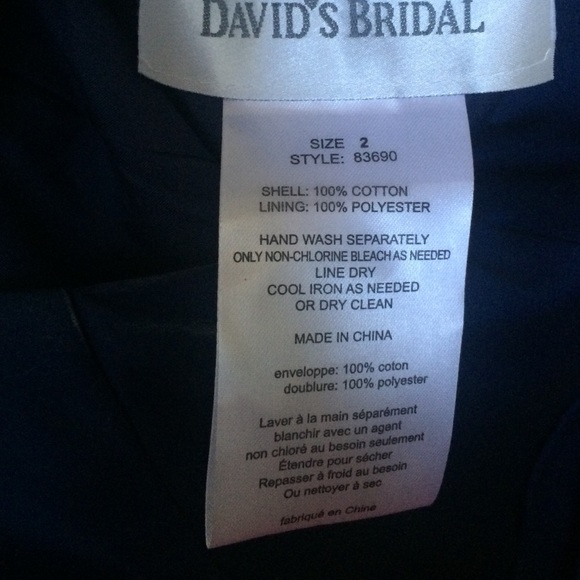 DAVID'S BRIDAL
SIZE 2
STYLE: 83690
SHELL: 100% COTTON
LINING: 100% POLYESTER
HAND WASH SEPARATELY
ONLY NON-CHLORINE BLEACH AS NEEDED
LINE DRY
COOL IRON AS NEEDED
OR DRY CLEAN
MADE IN CHINA
enveloppe: 100% coton
doublure: 100% polyester
Laver à la main séparément
blanchir avec un agent
non chloré au besoin seulement
Étendre pour sécher
Repasser à froid au besoin
Ou nettoyer à sec
fabriqué en Chine